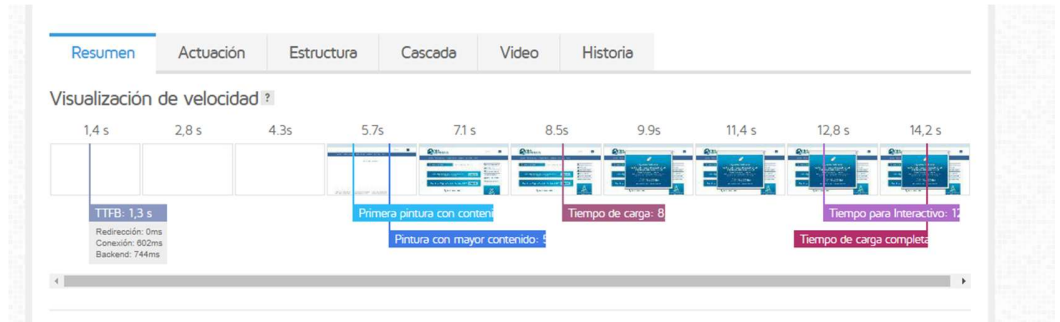 Resumen Actuación Estructura Cascada Video Historia
Visualización de velocidad ?
1,4 s 2,8 s 4.3s 5.7s 7.1 s 8.5s 9.9s 11,4 s 12,8 s 14,2 s
TTFB: 1,3 s Primera pintura con conteni Tiempo de carga: 8 Tiempo para Interactivo: 12
Redirección: 0ms
Conexión: 602ms
Backend: 744ms
Pintura con mayor contenido: 5 Tiempo de carga completa